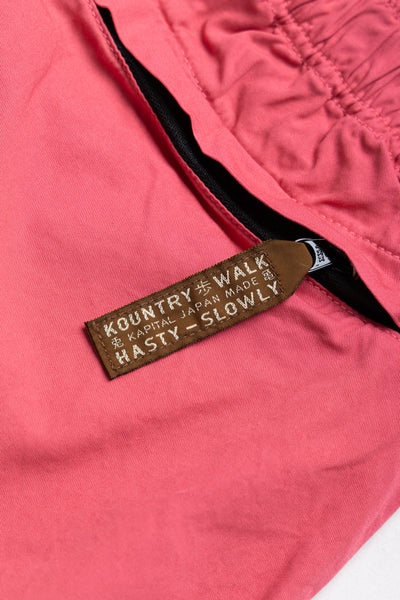 KOUNTRY 歩 WALK
KAPITAL JAPAN MADE
HASTY - SLOWLY